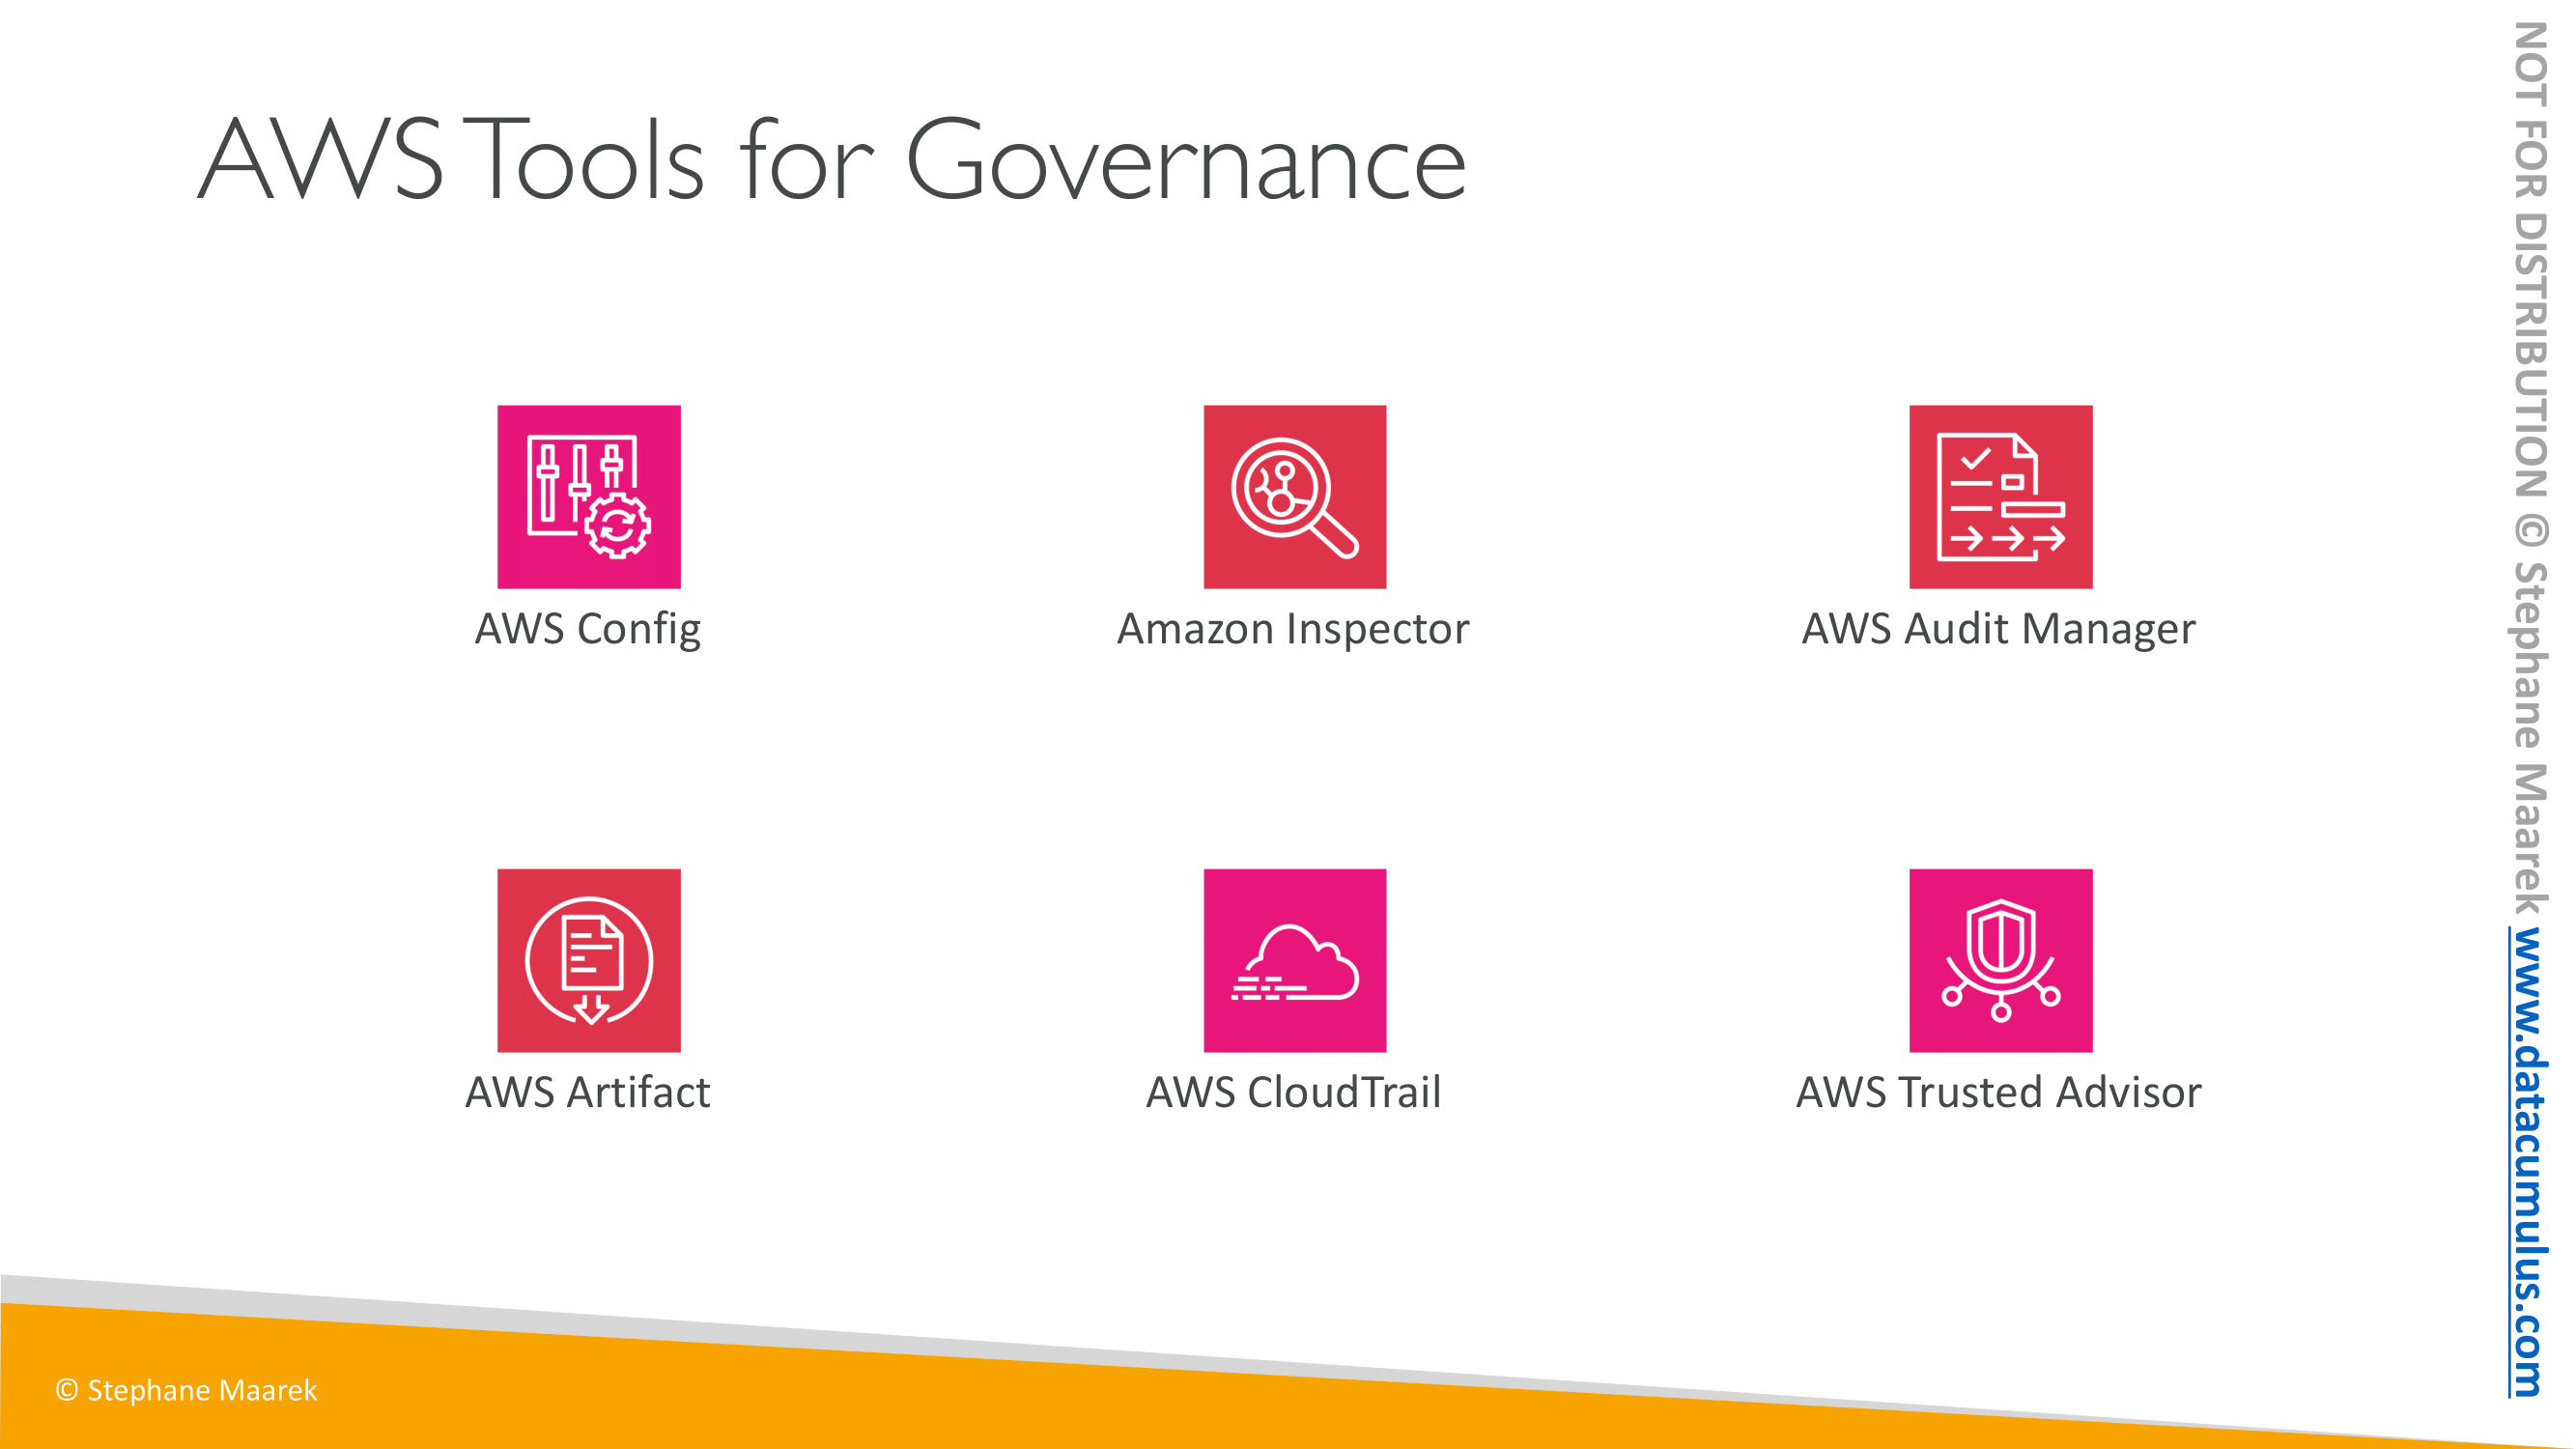 AWS Tools for Governance
AWS Config
Amazon Inspector
AWS Audit Manager
AWS Artifact
AWS CloudTrail
AWS Trusted Advisor
© Stephane Maarek
NOT FOR DISTRIBUTION © Stephane Maarek www.datacumulus.com